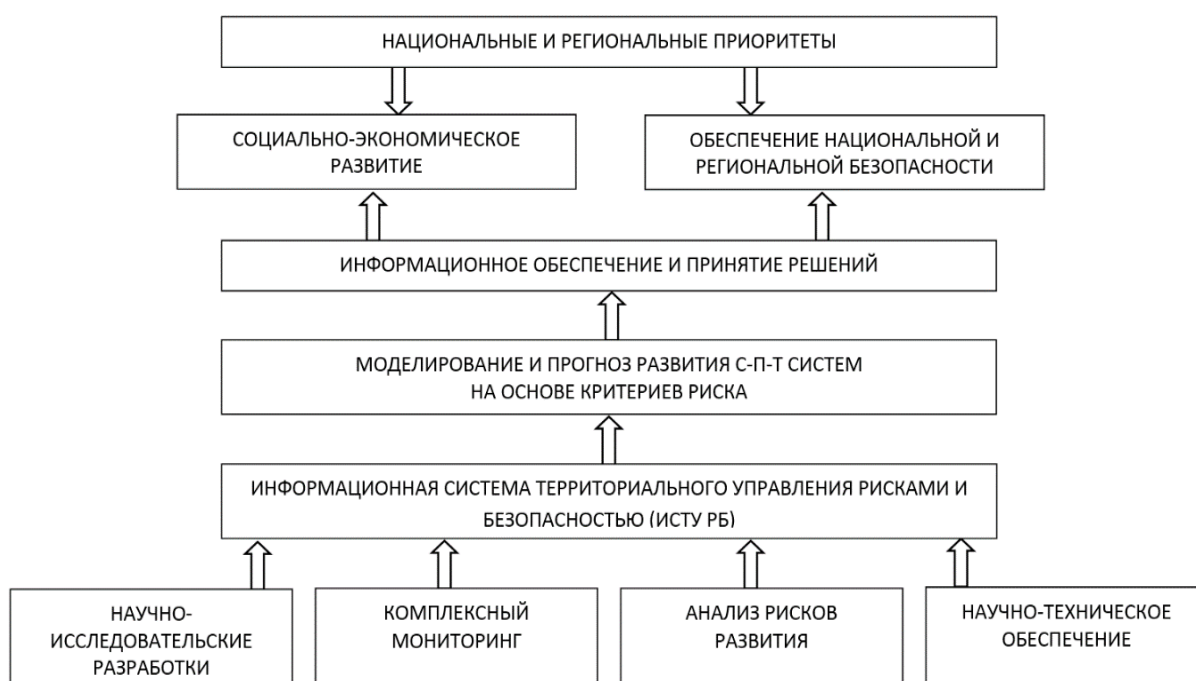 НАЦИОНАЛЬНЫЕ И РЕГИОНАЛЬНЫЕ ПРИОРИТЕТЫ
СОЦИАЛЬНО-ЭКОНОМИЧЕСКОЕ
РАЗВИТИЕ
ОБЕСПЕЧЕНИЕ НАЦИОНАЛЬНОЙ И
РЕГИОНАЛЬНОЙ БЕЗОПАСНОСТИ
ИНФОРМАЦИОННОЕ ОБЕСПЕЧЕНИЕ И ПРИНЯТИЕ РЕШЕНИЙ
МОДЕЛИРОВАНИЕ И ПРОГНОЗ РАЗВИТИЯ С-П-Т СИСТЕМ
НА ОСНОВЕ КРИТЕРИЕВ РИСКА
ИНФОРМАЦИОННАЯ СИСТЕМА ТЕРРИТОРИАЛЬНОГО УПРАВЛЕНИЯ РИСКАМИ И
БЕЗОПАСНОСТЬЮ (ИСТУ РБ)
НАУЧНО-
ИССЛЕДОВАТЕЛЬСКИЕ
РАЗРАБОТКИ
КОМПЛЕКСНЫЙ
МОНИТОРИНГ
АНАЛИЗ РИСКОВ
РАЗВИТИЯ
НАУЧНО-ТЕХНИЧЕСКОЕ
ОБЕСПЕЧЕНИЕ